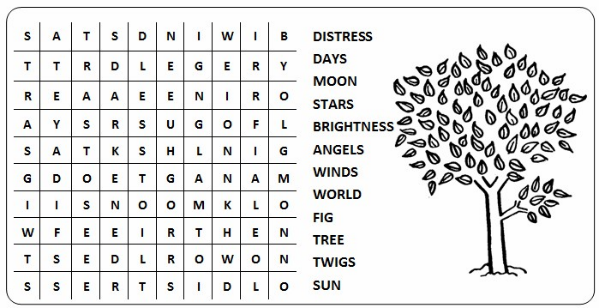 S A T S D N I W I B
T T R D L E G E R Y
R E A A E E N I R O
A Y S R S U G O F L
S A T K S H L N I G
G D O E T G A N A M
I I S N O O M K L O
W F E E I R T H E N
T S E D L R O W O N
S S E R T S I D L O
DISTRESS
DAYS
MOON
STARS
BRIGHTNESS
ANGELS
WINDS
WORLD
FIG
TREE
TWIGS
SUN